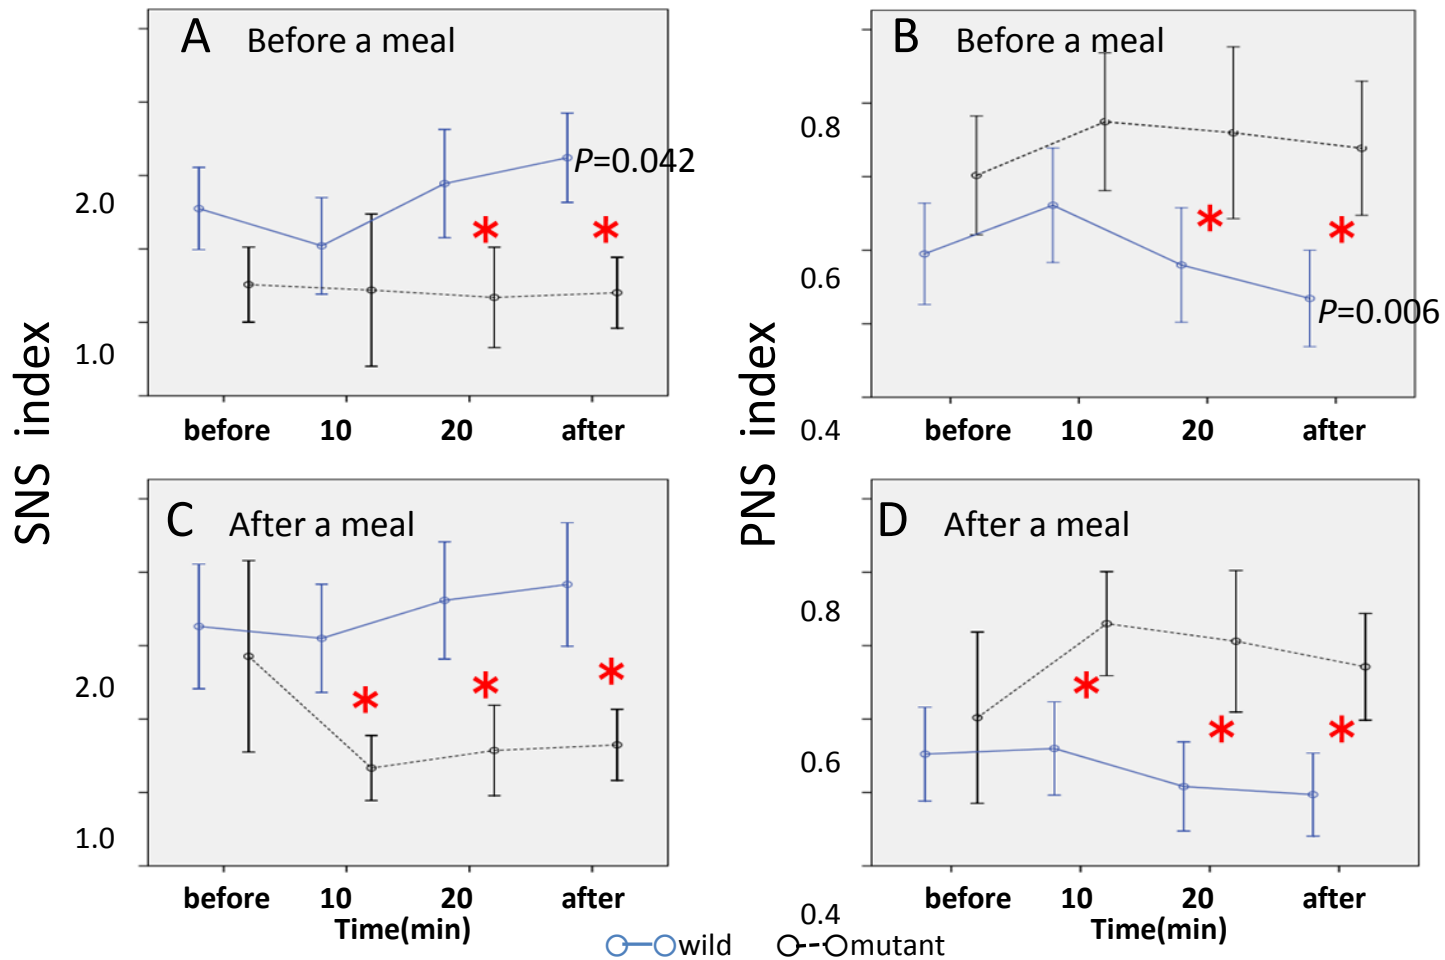 A Before a meal
B Before a meal
SNS index
2.0
1.0
P=0.042
*
*
before 10 20 after
PNS index
0.8
0.6
0.4
*
*
P=0.006
before 10 20 after
C After a meal
2.0
1.0
*
*
*
before 10 20 after
Time(min)
D After a meal
0.8
0.6
0.4
*
*
*
before 10 20 after
wild mutant